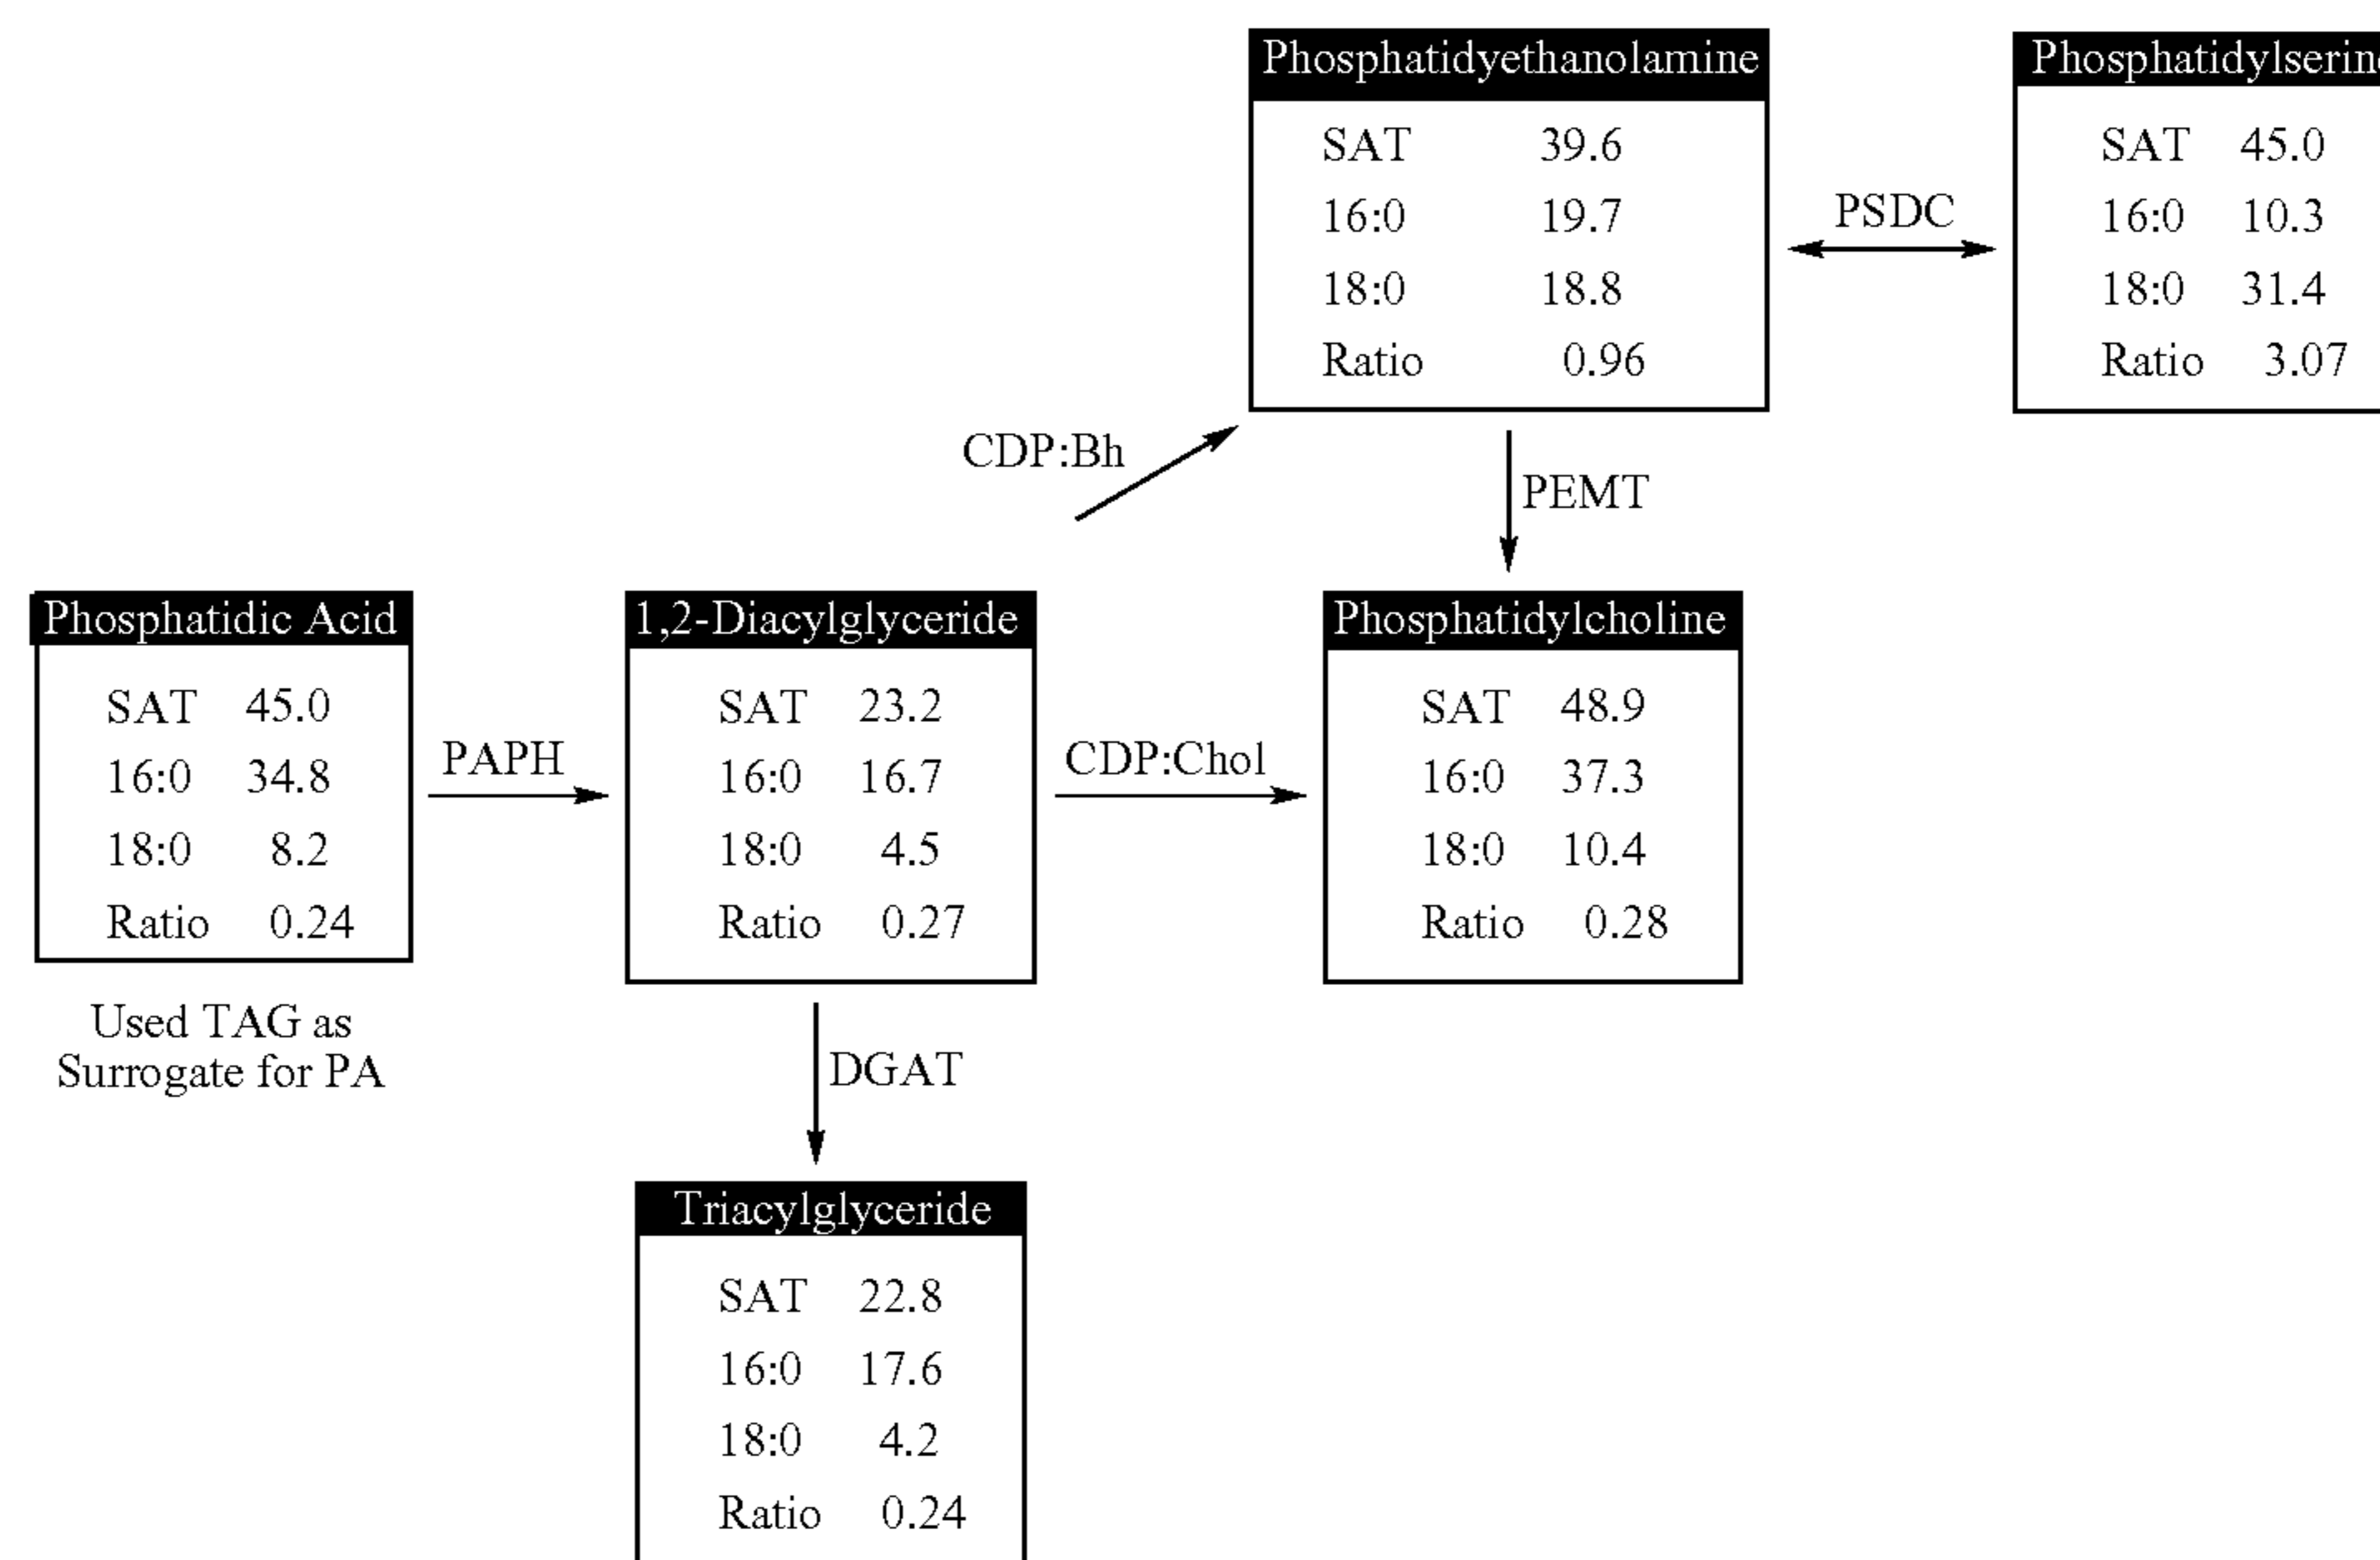 Phosphatidyethanolamine
SAT 39.6
16:0 19.7
18:0 18.8
Ratio 0.96
PSDC
Phosphatidylserine
SAT 45.0
16:0 10.3
18:0 31.4
Ratio 3.07
CDP:Bh
PEMT
Phosphatidic Acid
SAT 45.0
16:0 34.8
18:0 8.2
Ratio 0.24
Used TAG as
Surrogate for PA
PAPH
1,2-Diacylglyceride
SAT 23.2
16:0 16.7
18:0 4.5
Ratio 0.27
CDP:Chol
Phosphatidylcholine
SAT 48.9
16:0 37.3
18:0 10.4
Ratio 0.28
DGAT
Triacylglyceride
SAT 22.8
16:0 17.6
18:0 4.2
Ratio 0.24